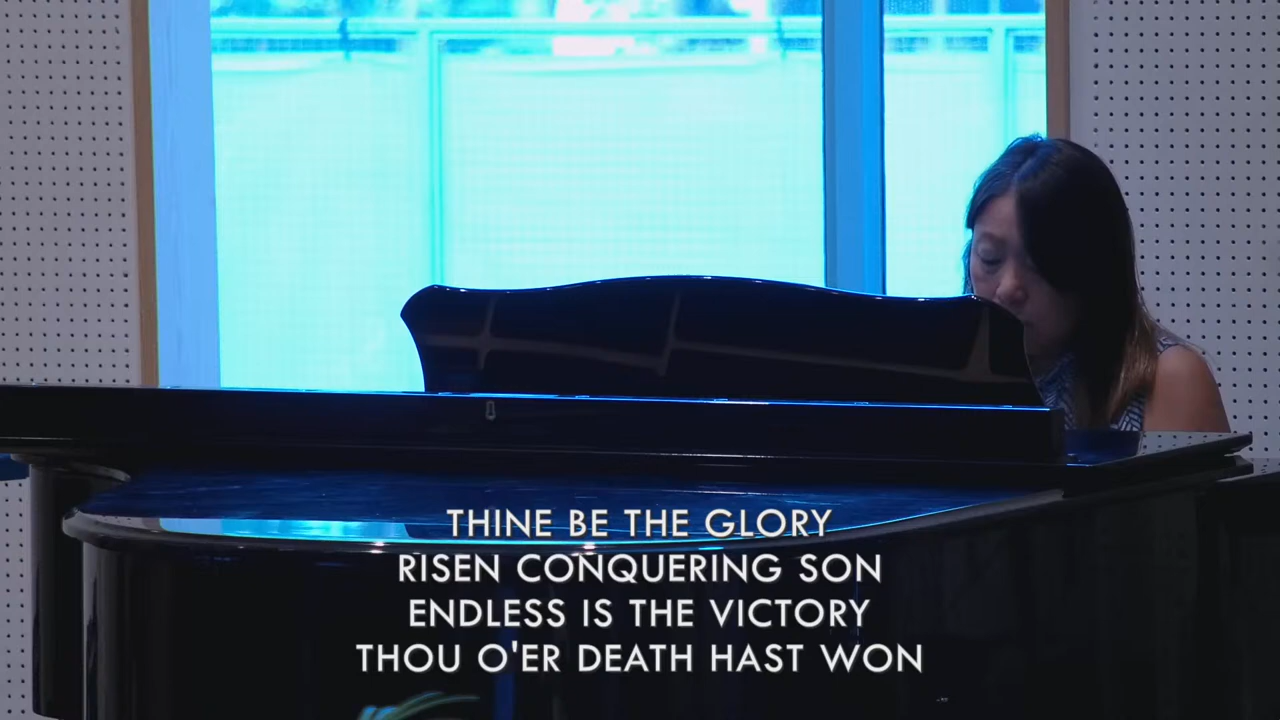 THINE BE THE GLORY
RISEN CONQUERING SON
ENDLESS IS THE VICTORY
THOU O'ER DEATH HAST WON